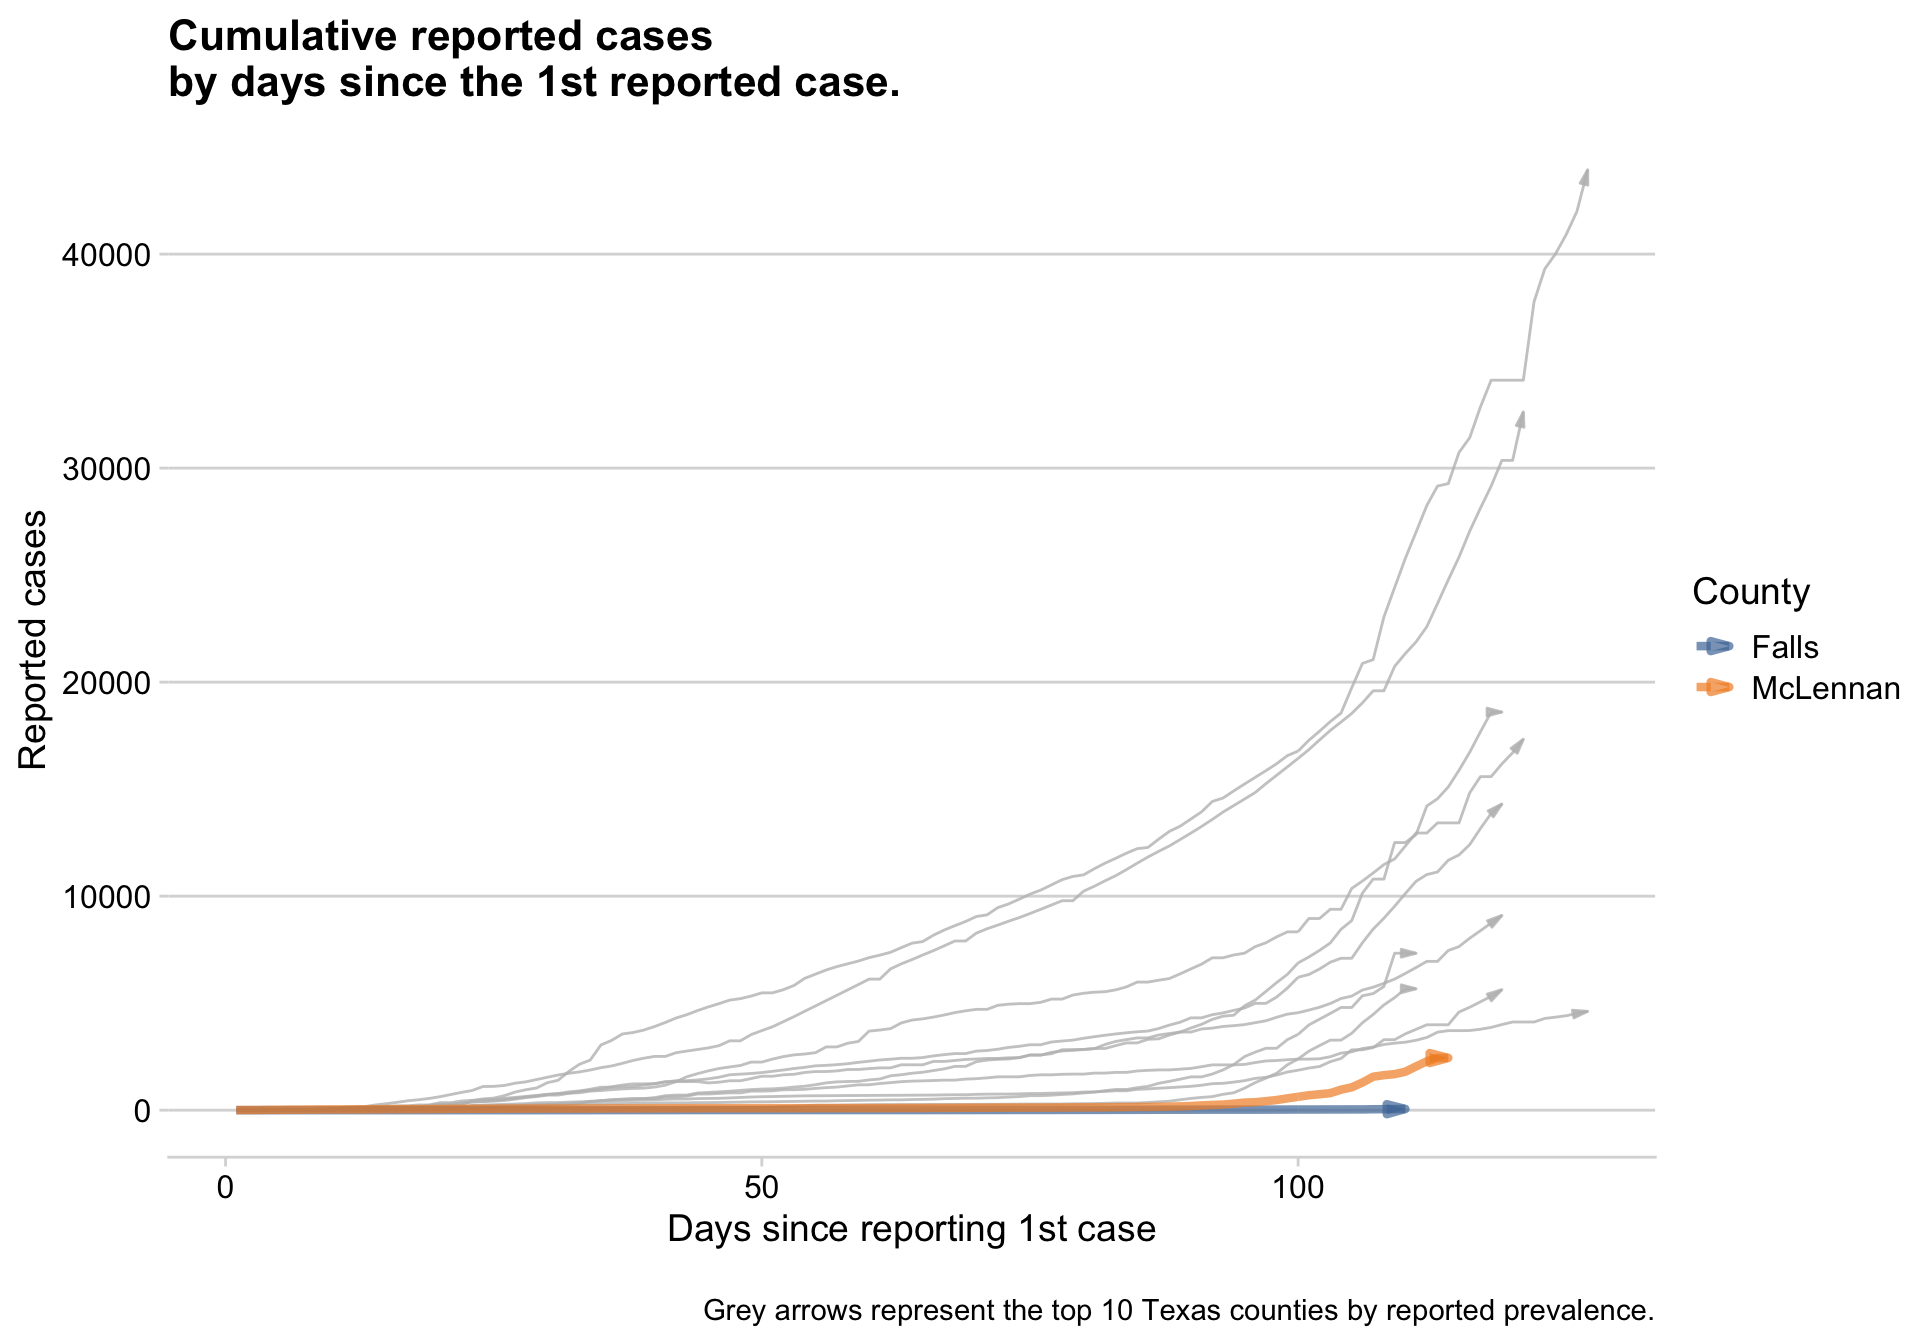 Cumulative reported cases
by days since the 1st reported case.
40000
30000
20000
10000
0
Reported cases
0 50 100
Days since reporting 1st case
County
Falls
McLennan
Grey arrows represent the top 10 Texas counties by reported prevalence.